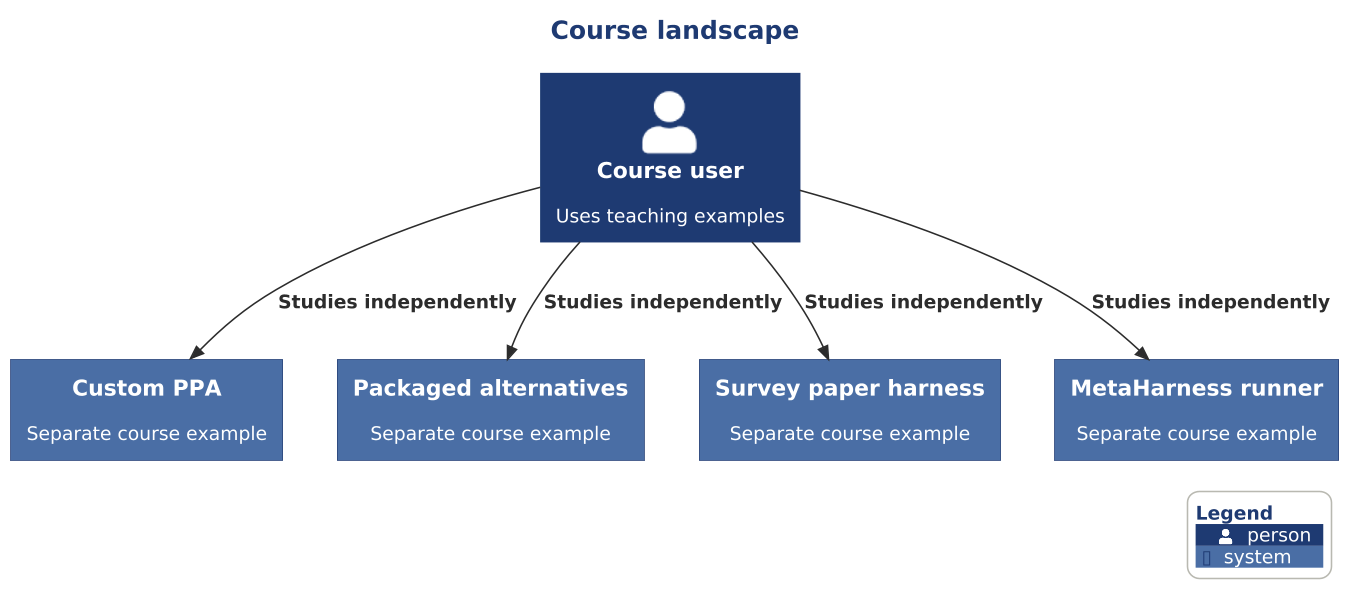 Course landscape
Course user
Uses teaching examples
Studies independently
Studies independently
Studies independently
Studies independently
Custom PPA
Separate course example
Packaged alternatives
Separate course example
Survey paper harness
Separate course example
MetaHarness runner
Separate course example
Legend
person
system